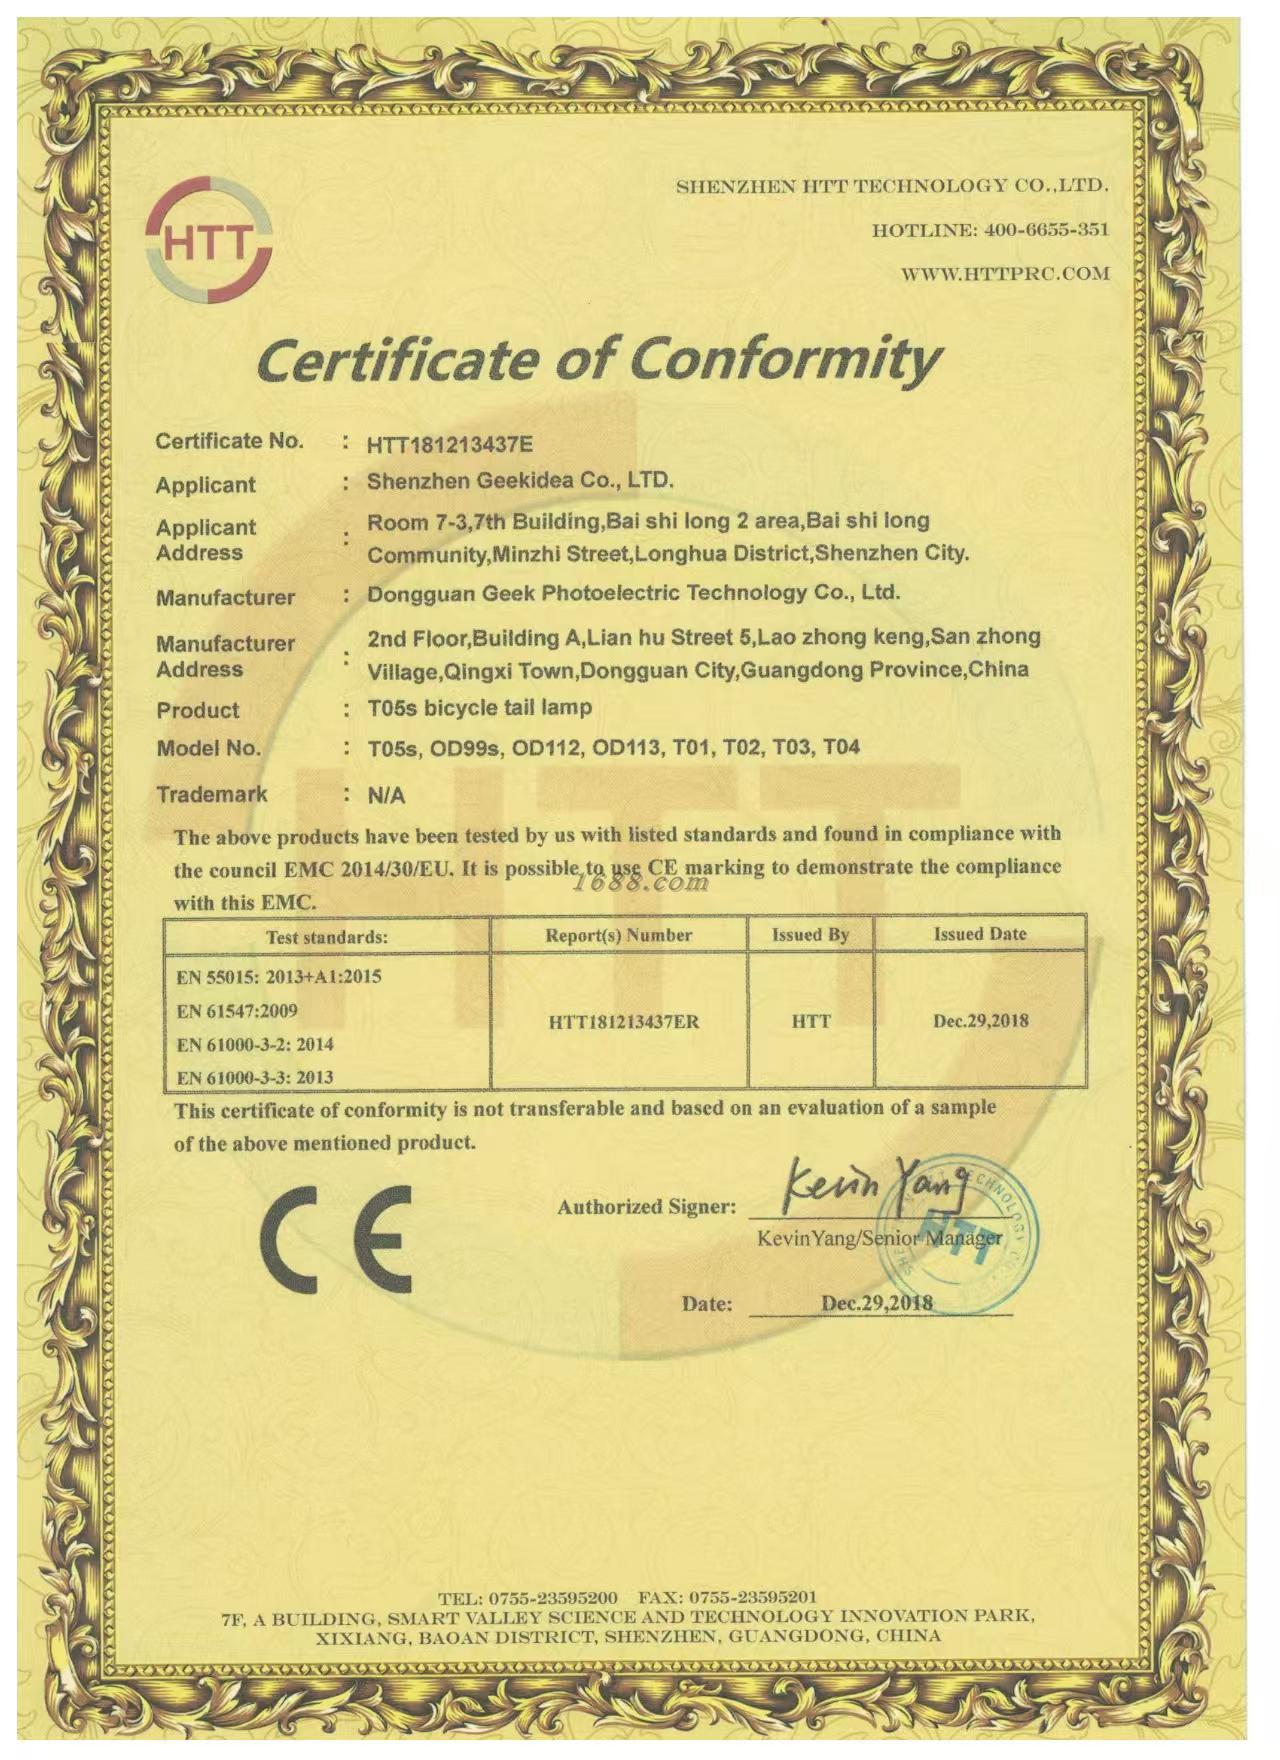 HTT
SHENZHEN HTT TECHNOLOGY CO.,LTD.
HOTLINE: 400-6655-351
WWW.HTTPRC.COM
Certificate of Conformity
Certificate No. : HTT181213437E
Applicant : Shenzhen Geekidea Co., LTD.
Applicant Address : Room 7-3,7th Building,Bai shi long 2 area,Bai shi long
Community,Minzhi Street,Longhua District,Shenzhen City.
Manufacturer : Dongguan Geek Photoelectric Technology Co., Ltd.
Manufacturer Address : 2nd Floor,Building A,Lian hu Street 5,Lao zhong keng,San zhong
Village,Qingxi Town,Dongguan City,Guangdong Province,China
Product : T05s bicycle tail lamp
Model No. : T05s, OD99s, OD112, OD113, T01, T02, T03, T04
Trademark : N/A
The above products have been tested by us with listed standards and found in compliance with
the council EMC 2014/30/EU. It is possible to use CE marking to demonstrate the compliance
with this EMC.
1688.com
Test standards: Report(s) Number Issued By Issued Date
EN 55015: 2013+A1:2015
EN 61547:2009
HTT181213437ER HTT Dec.29,2018
EN 61000-3-2: 2014
EN 61000-3-3: 2013
This certificate of conformity is not transferable and based on an evaluation of a sample
of the above mentioned product.
CE
Authorized Signer: Kevin Yang
KevinYang/Senior Manager
HTT
Date: Dec.29,2018
TEL: 0755-23595200 FAX: 0755-23595201
7F, A BUILDING, SMART VALLEY SCIENCE AND TECHNOLOGY INNOVATION PARK,
XIXIANG, BAOAN DISTRICT, SHENZHEN, GUANGDONG, CHINA